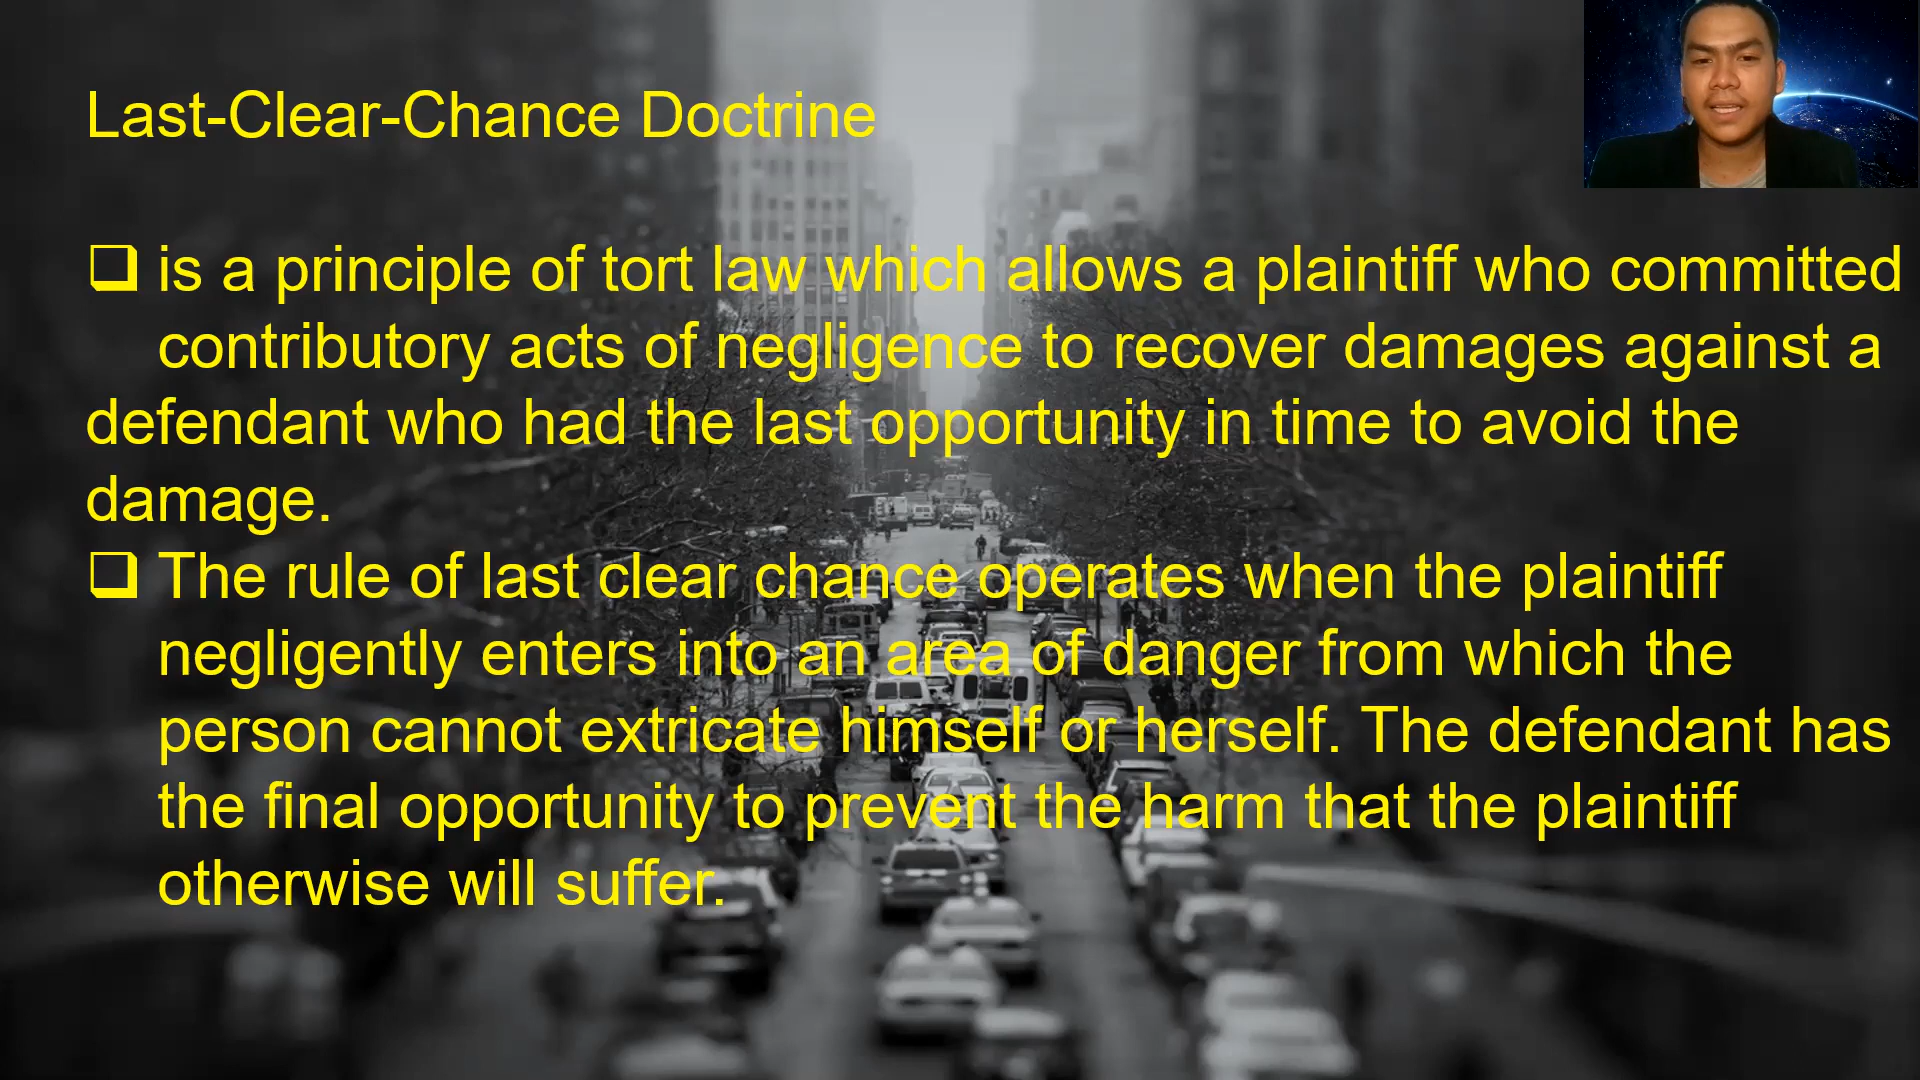 Last-Clear-Chance Doctrine
❑ is a principle of tort law which allows a plaintiff who committed
contributory acts of negligence to recover damages against a
defendant who had the last opportunity in time to avoid the
damage.
❑ The rule of last clear chance operates when the plaintiff
negligently enters into an area of danger from which the
person cannot extricate himself or herself. The defendant has
the final opportunity to prevent the harm that the plaintiff
otherwise will suffer.